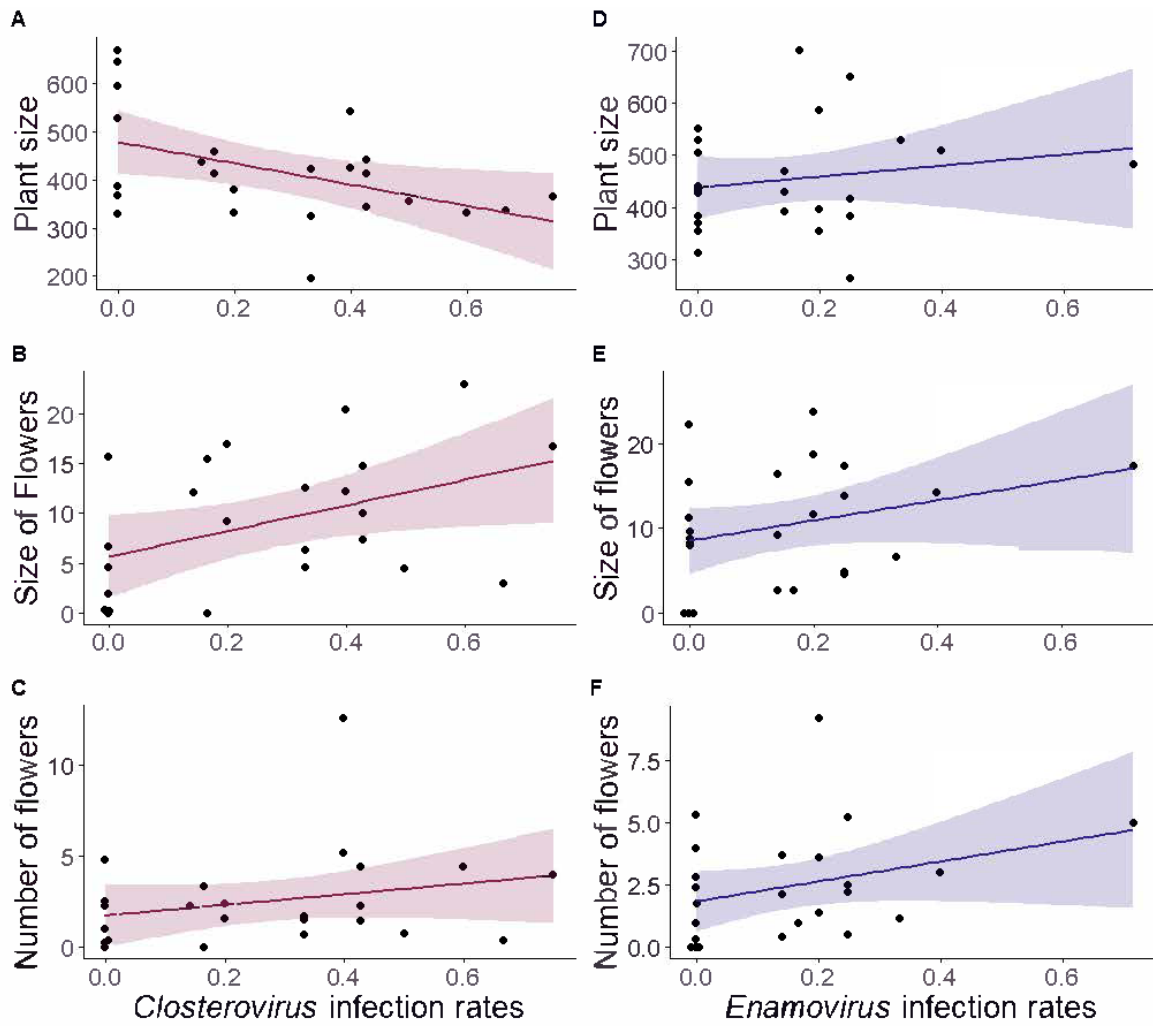 A
Plant size
600
500
400
300
200
0.0 0.2 0.4 0.6
D
Plant size
700
600
500
400
300
0.0 0.2 0.4 0.6
B
Size of Flowers
20
15
10
5
0
0.0 0.2 0.4 0.6
E
Size of flowers
20
10
0
0.0 0.2 0.4 0.6
C
Number of flowers
10
5
0
0.0 0.2 0.4 0.6
Closterovirus infection rates
F
Number of flowers
7.5
5.0
2.5
0.0
0.0 0.2 0.4 0.6
Enamovirus infection rates